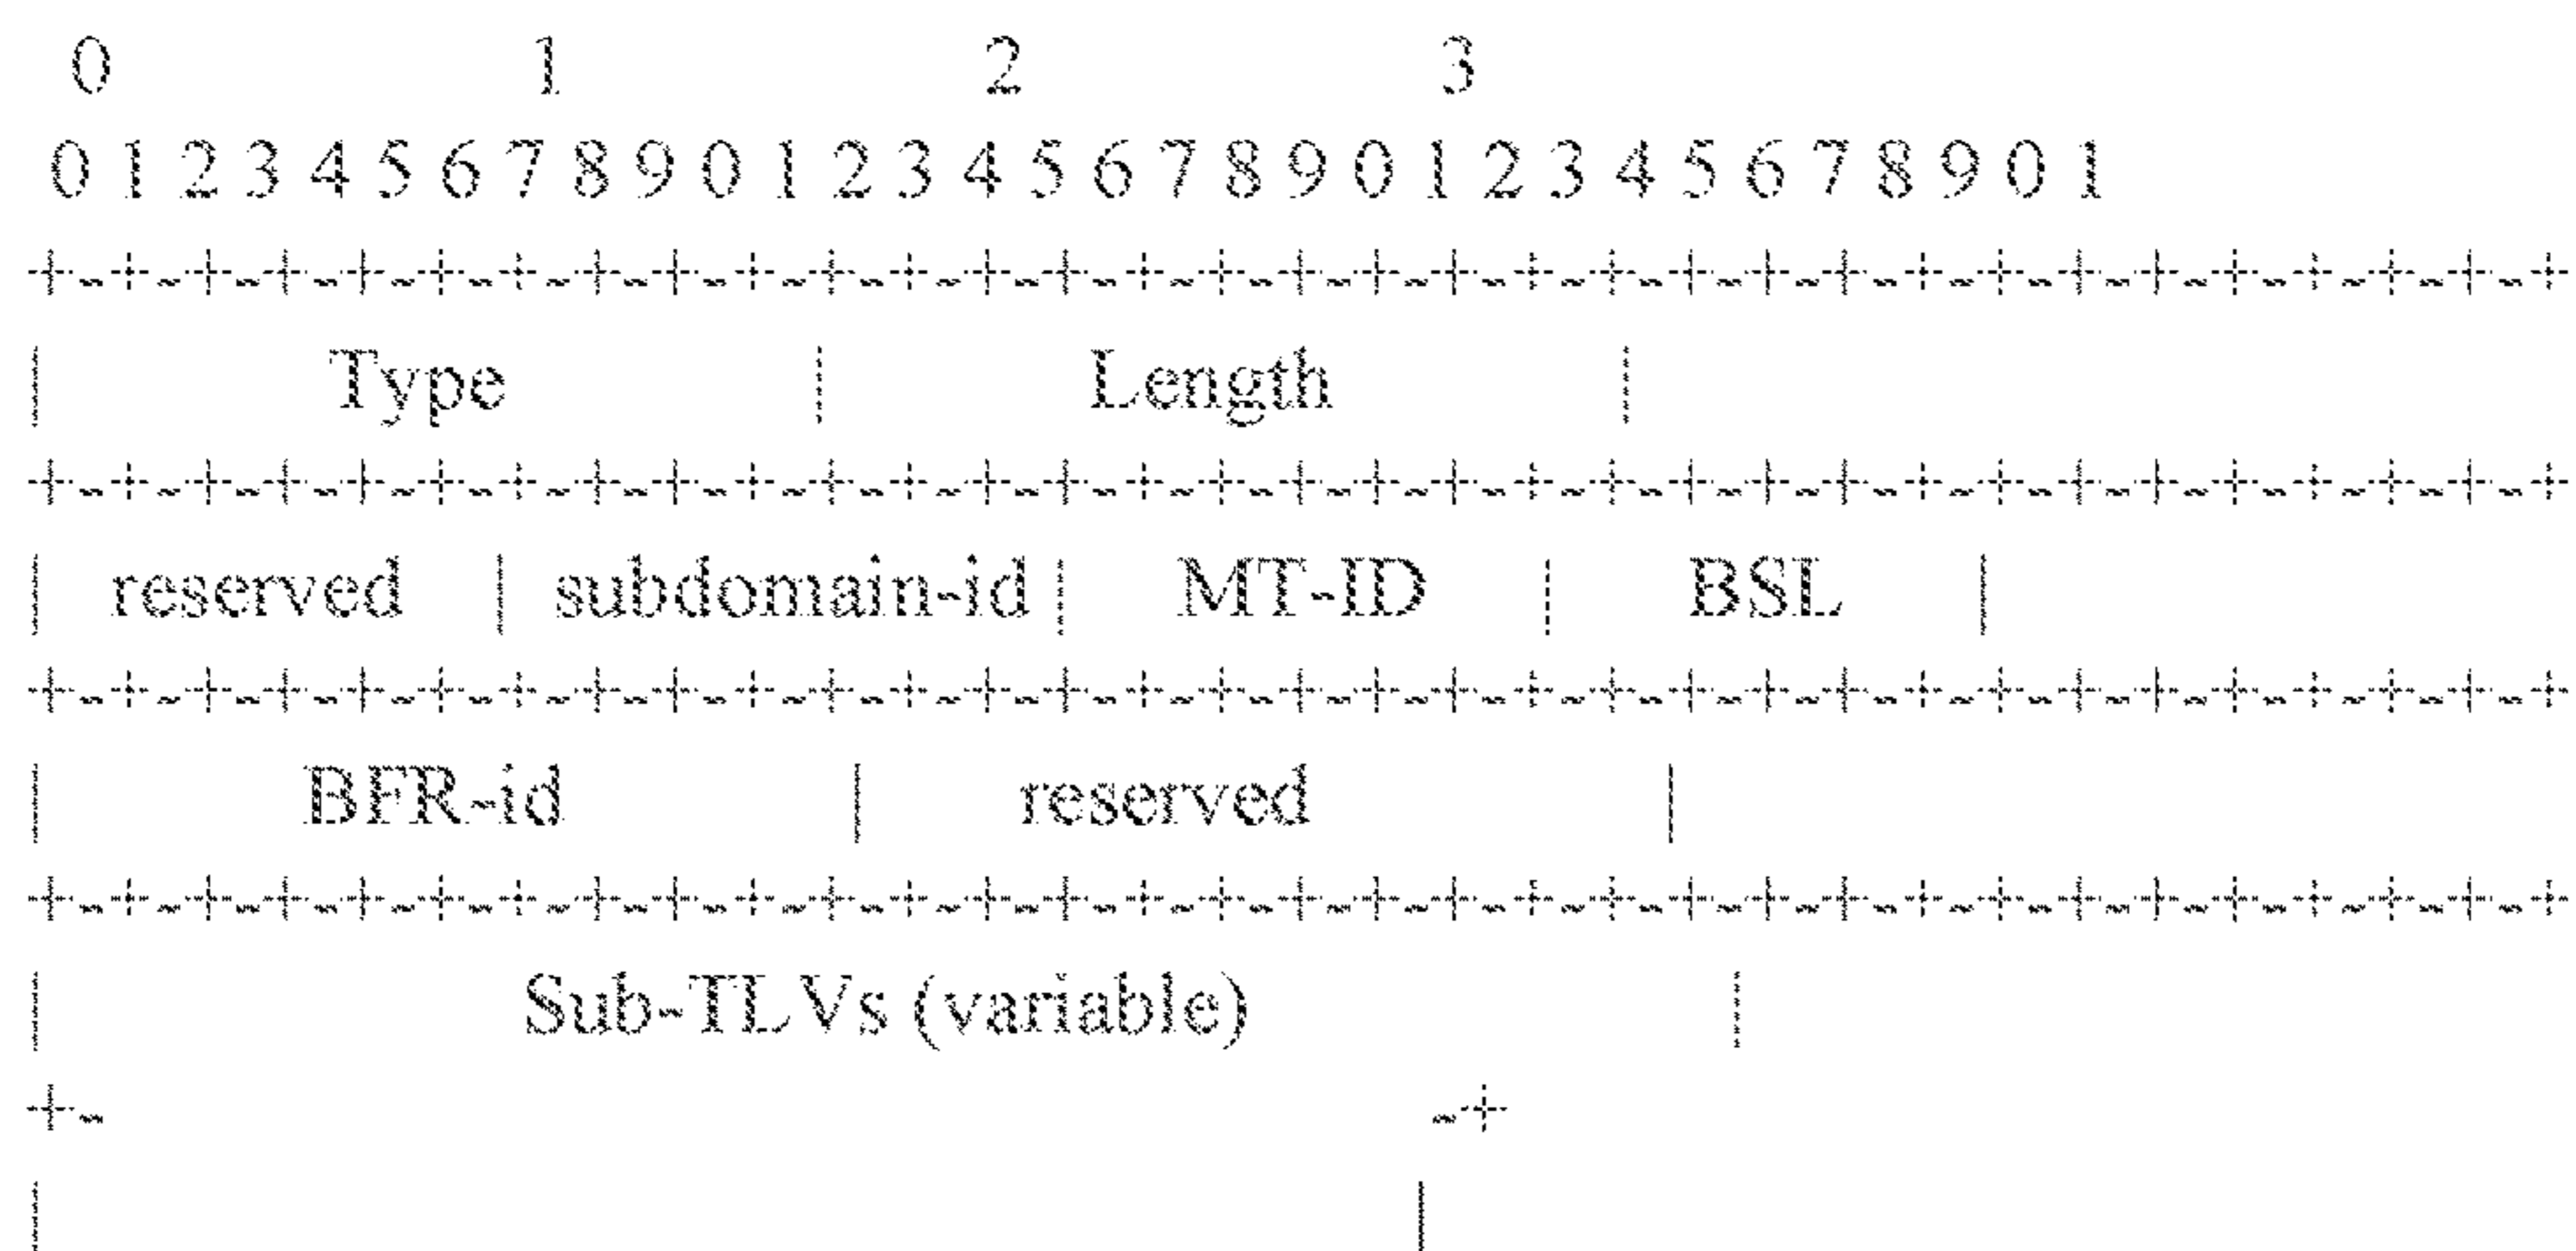 0 1 2 3
0 1 2 3 4 5 6 7 8 9 0 1 2 3 4 5 6 7 8 9 0 1 2 3 4 5 6 7 8 9 0 1
+-+-+-+-+-+-+-+-+-+-+-+-+-+-+-+-+-+-+-+-+-+-+-+-+-+-+-+-+-+-+-+-+
| Type | Length |
+-+-+-+-+-+-+-+-+-+-+-+-+-+-+-+-+-+-+-+-+-+-+-+-+-+-+-+-+-+-+-+-+
| reserved | subdomain-id | MT-ID | BSL |
+-+-+-+-+-+-+-+-+-+-+-+-+-+-+-+-+-+-+-+-+-+-+-+-+-+-+-+-+-+-+-+-+
| BFR-id | reserved |
+-+-+-+-+-+-+-+-+-+-+-+-+-+-+-+-+-+-+-+-+-+-+-+-+-+-+-+-+-+-+-+-+
| Sub-TLVs (variable) |
+- -+
| |